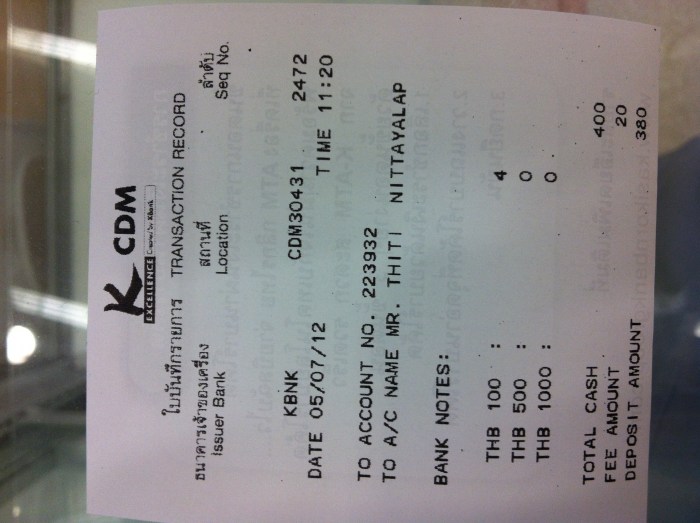 K CDM
EXCELLENCE Created by KBank
ใบบันทึกรายการ TRANSACTION RECORD
ธนาคารเจ้าของเครื่อง สถานที่ ลำดับ
Issuer Bank Location Seq No.
KBNK CDM30431 2472
DATE 05/07/12 TIME 11:20
TO ACCOUNT NO. 223932
TO A/C NAME MR. THITI NITTAYALAP
BANK NOTES:
THB 100 : 4
THB 500 : 0
THB 1000 : 0
TOTAL CASH 400
FEE AMOUNT 20
DEPOSIT AMOUNT 380